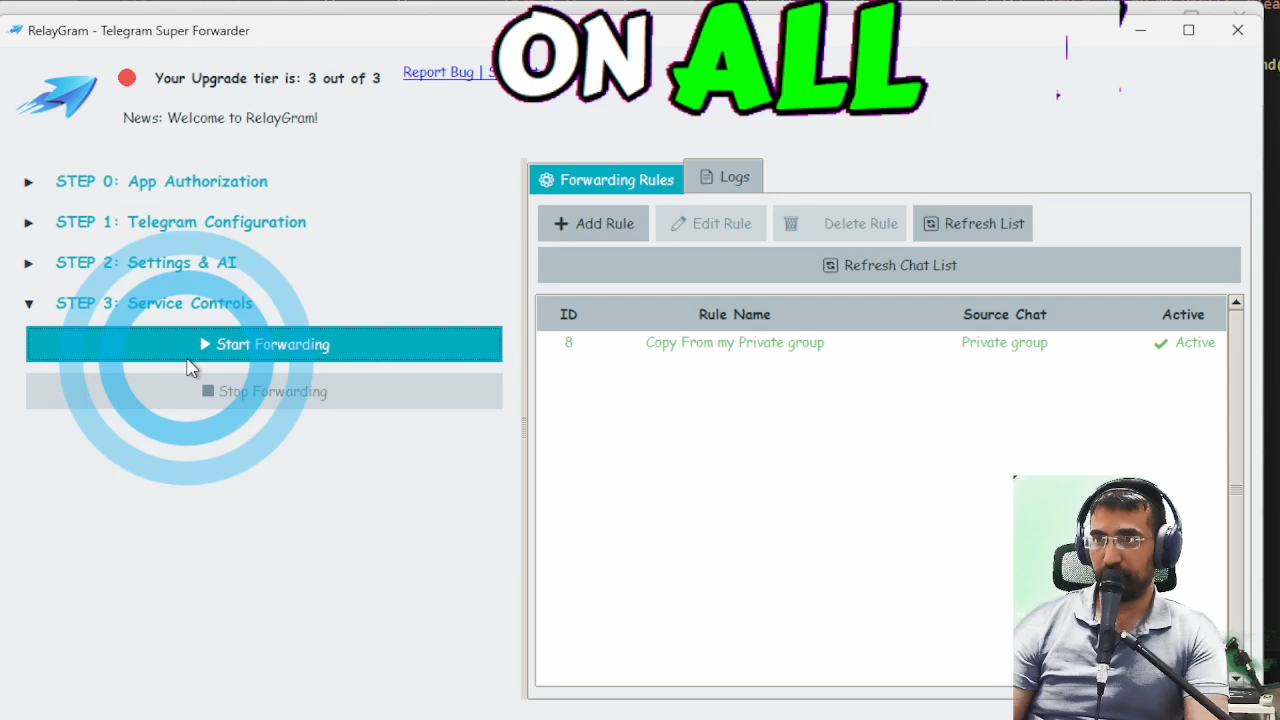 RelayGram - Telegram Super Forwarder
ON ALL
Your Upgrade tier is: 3 out of 3
Report Bug |
News: Welcome to RelayGram!
STEP 0: App Authorization
STEP 1: Telegram Configuration
STEP 2: Settings & AI
STEP 3: Service Controls
Start Forwarding
Stop Forwarding
Forwarding Rules
Logs
Add Rule
Edit Rule
Delete Rule
Refresh List
Refresh Chat List
ID Rule Name Source Chat Active
8 Copy From my Private group Private group Active